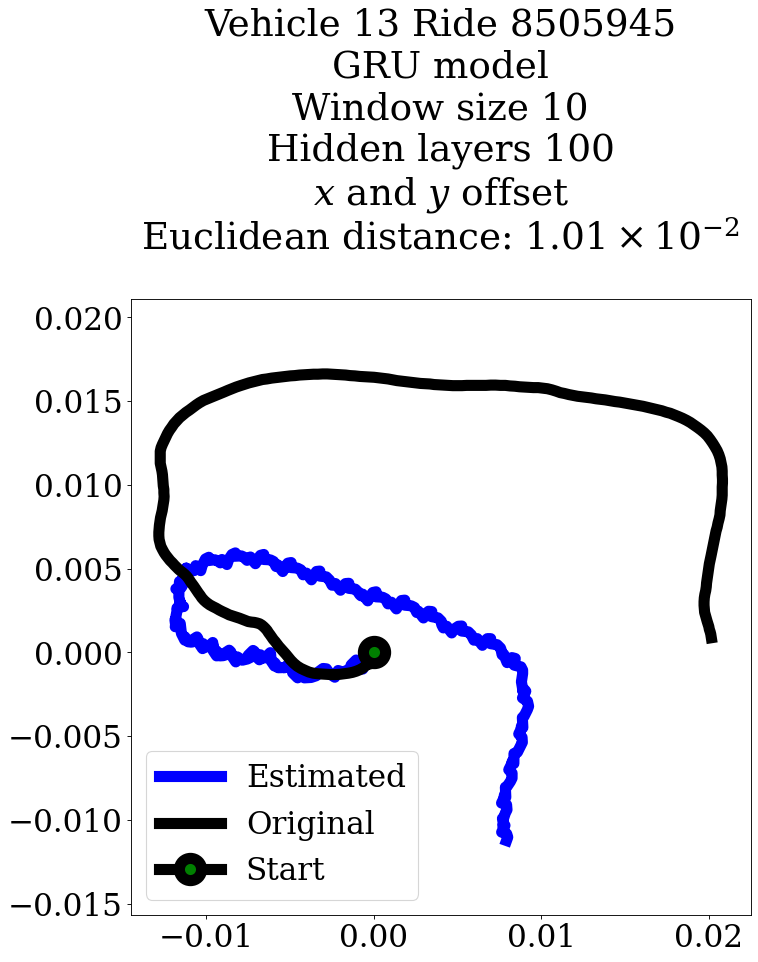 Vehicle 13 Ride 8505945
GRU model
Window size 10
Hidden layers 100
x and y offset
Euclidean distance: 1.01 × 10⁻²
0.020
0.015
0.010
0.005
0.000
−0.005
−0.010
−0.015
Estimated
Original
Start
−0.01 0.00 0.01 0.02